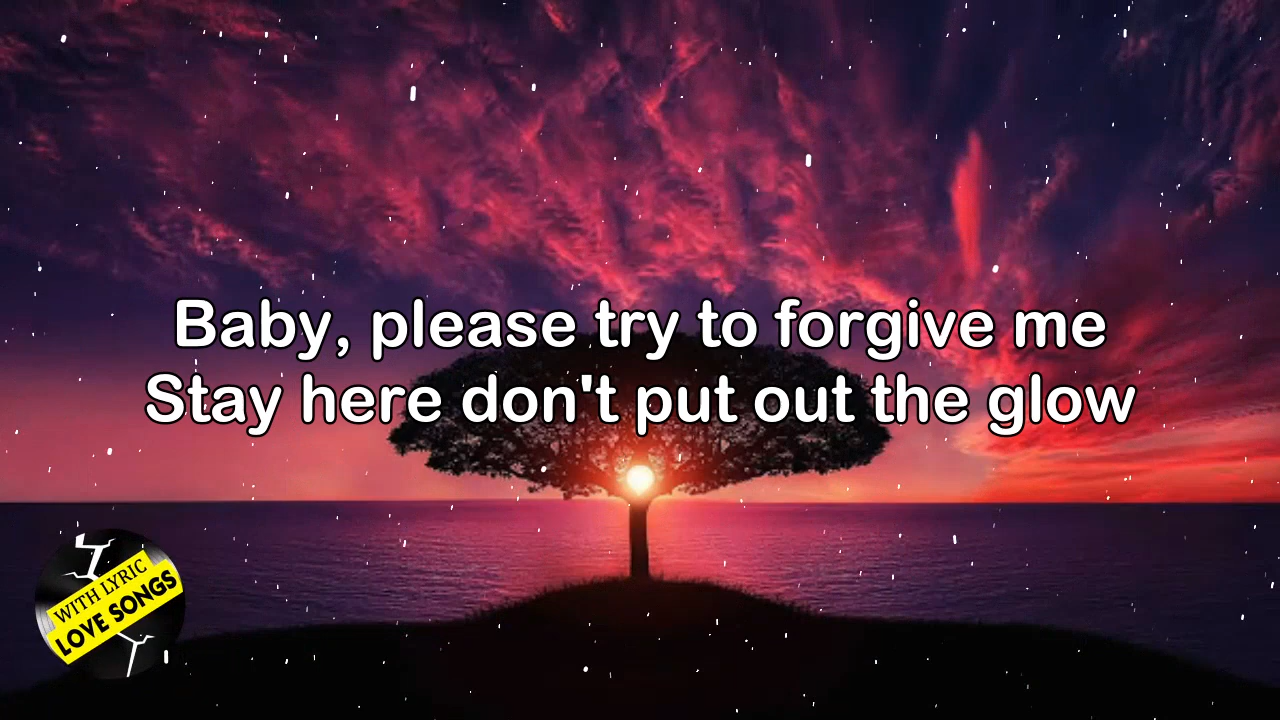 Baby, please try to forgive me
Stay here don't put out the glow
WITH LYRIC
LOVE SONGS